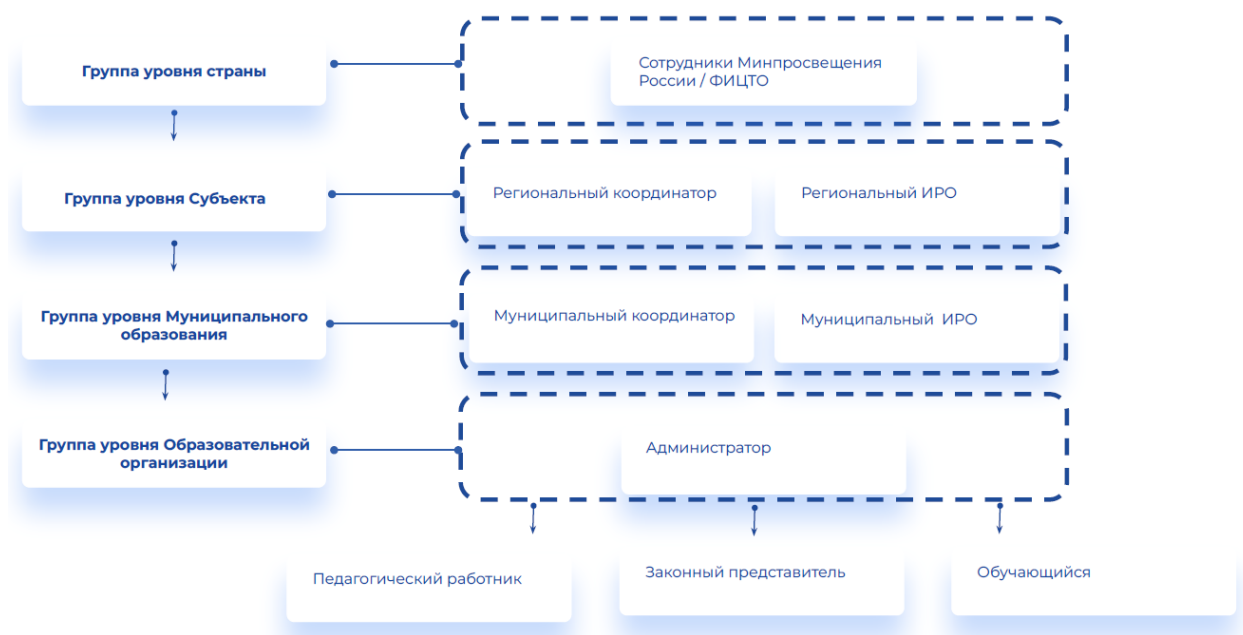 Группа уровня страны
Сотрудники Минпросвещения
России / ФИЦТО
Группа уровня Субъекта
Региональный координатор
Региональный ИРО
Группа уровня Муниципального
образования
Муниципальный координатор
Муниципальный ИРО
Группа уровня Образовательной
организации
Администратор
Педагогический работник
Законный представитель
Обучающийся